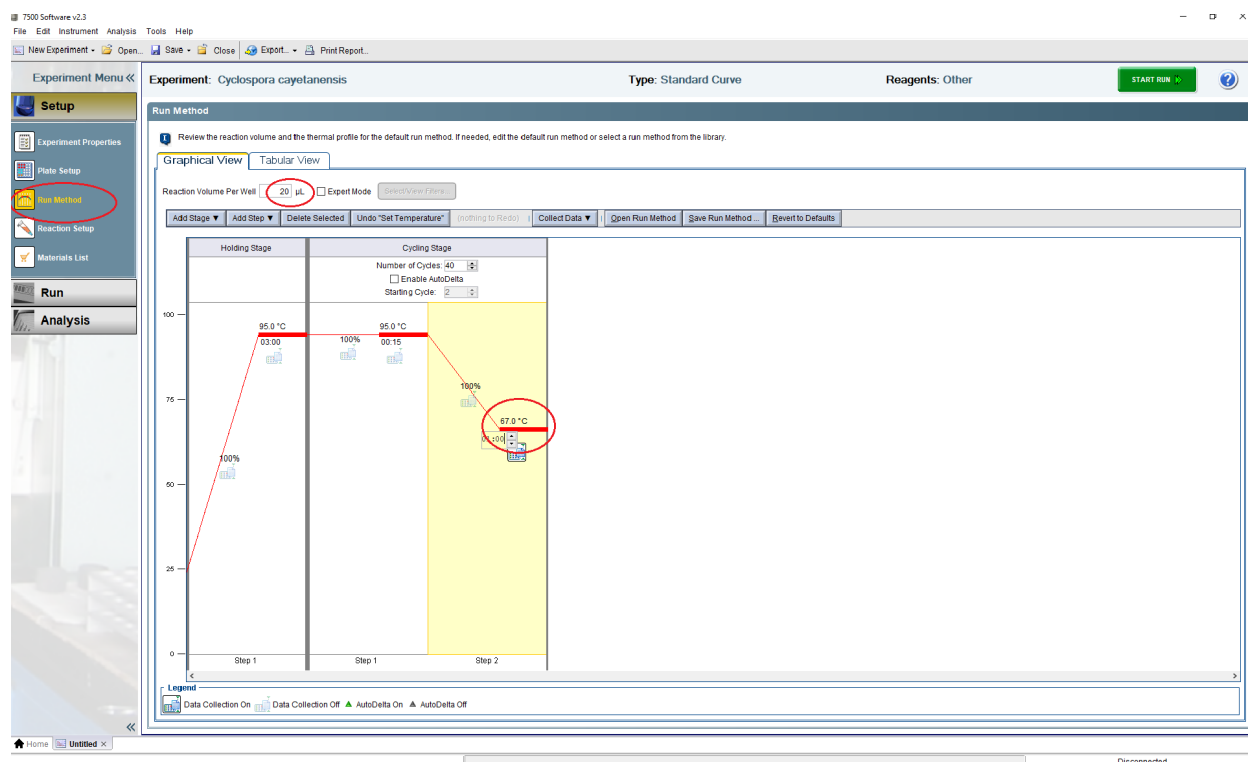 7500 Software v2.3
File Edit Instrument Analysis Tools Help
New Experiment Open... Save Close Export... Print Report...
Experiment Menu «
Experiment: Cyclospora cayetanensis Type: Standard Curve Reagents: Other START RUN
Setup
Run Method
Experiment Properties
Plate Setup
Run Method
Reaction Setup
Materials List
Run
Analysis
Review the reaction volume and the thermal profile for the default run method. If needed, edit the default run method or select a run method from the library.
Graphical View Tabular View
Reaction Volume Per Well 20 µL Expert Mode Select/View Filters...
Add Stage ▼ Add Step ▼ Delete Selected Undo "Set Temperature" (nothing to Redo) Collect Data ▼ Open Run Method Save Run Method ... Revert to Defaults
Holding Stage Cycling Stage
Number of Cycles: 40
Enable AutoDelta
Starting Cycle: 2
100
95.0 °C 95.0 °C
03:00 100% 00:15
75
100%
67.0 °C
01:00
50
100%
25
0
Step 1 Step 1 Step 2
Legend
Data Collection On Data Collection Off AutoDelta On AutoDelta Off
«
Home Untitled ×
Disconnected